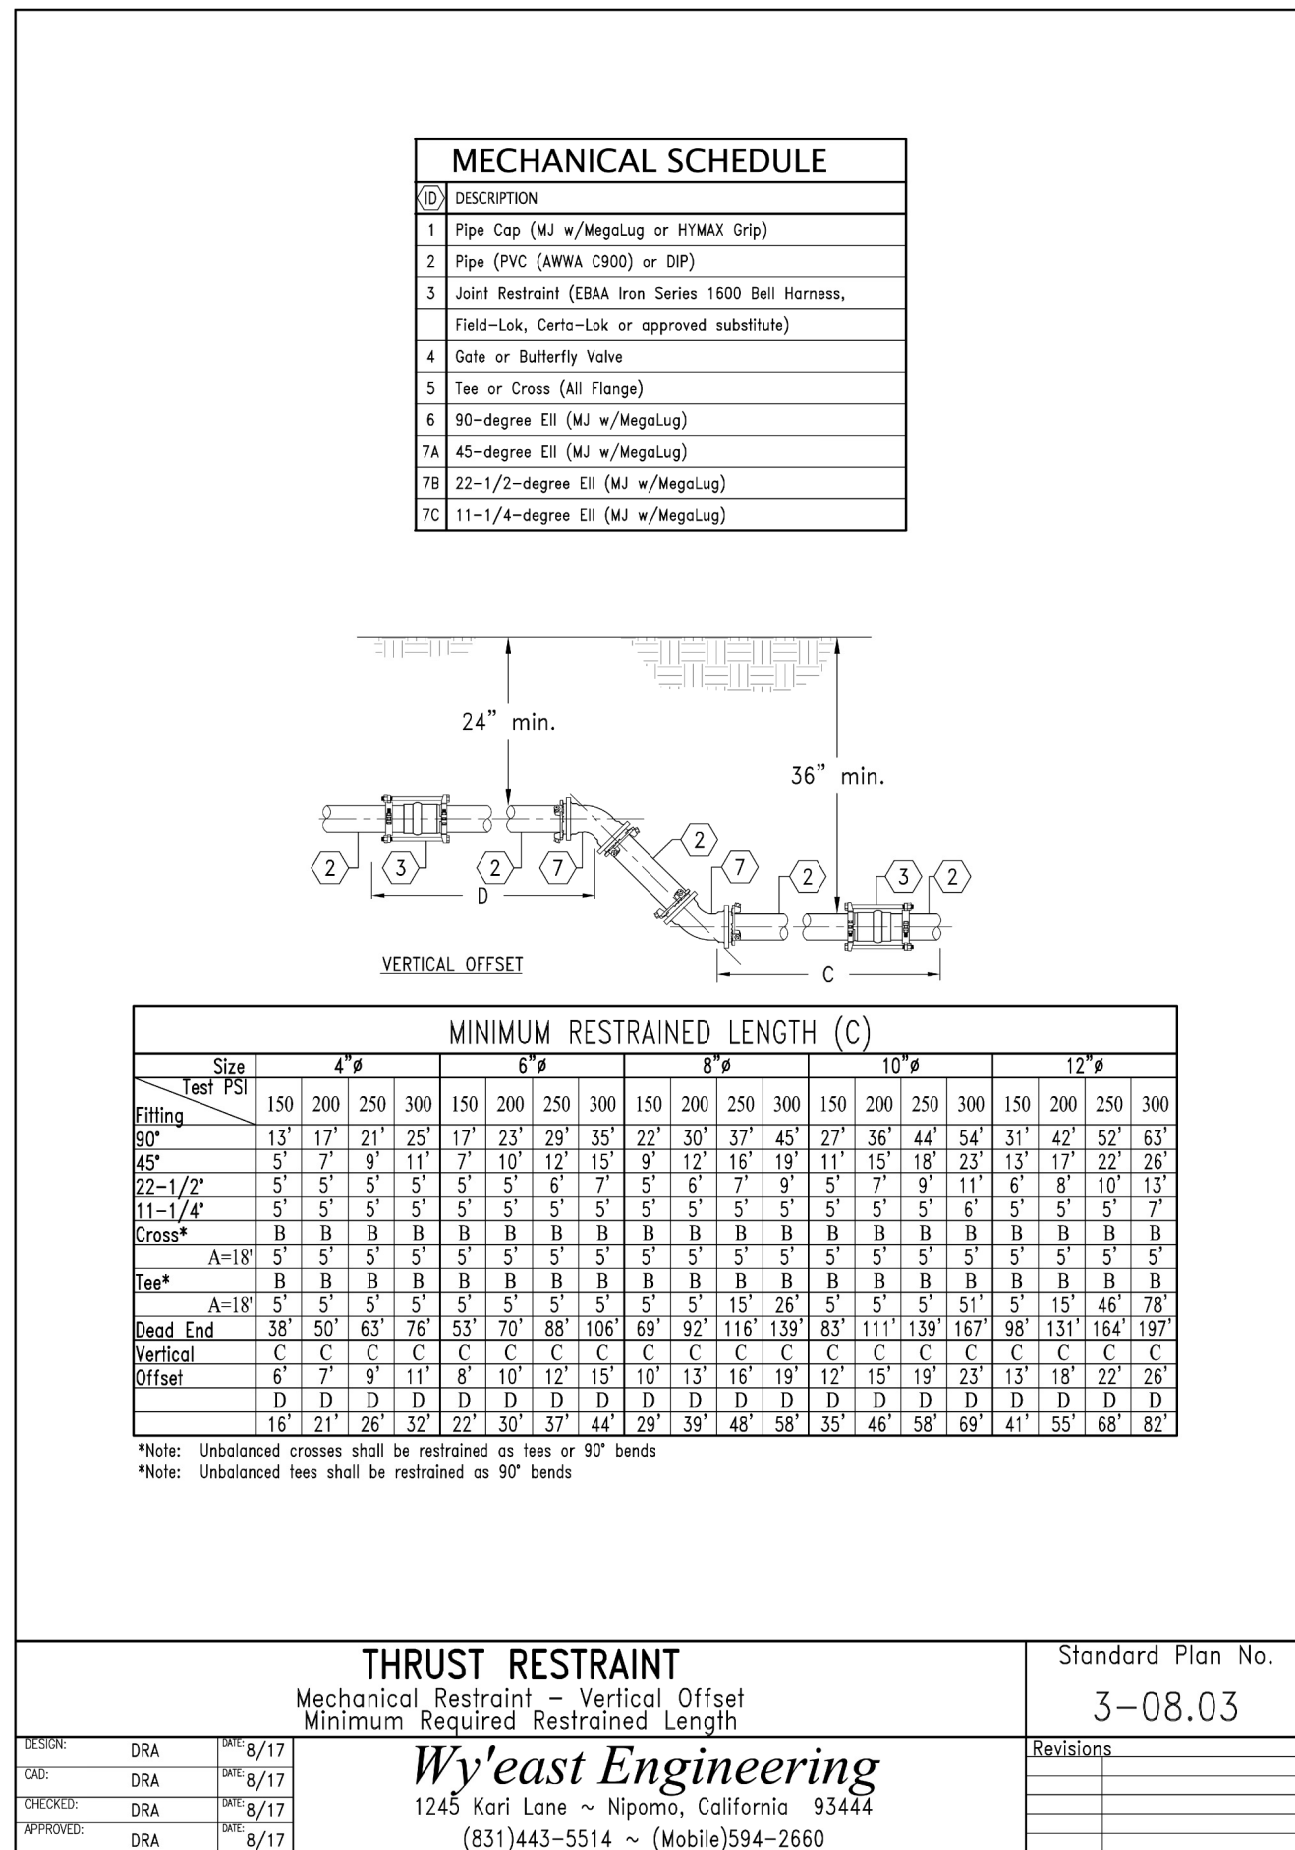 MECHANICAL SCHEDULE
ID DESCRIPTION
1 Pipe Cap (MJ w/MegaLug or HYMAX Grip)
2 Pipe (PVC (AWWA C900) or DIP)
3 Joint Restraint (EBAA Iron Series 1600 Bell Harness,
Field-Lok, Certa-Lok or approved substitute)
4 Gate or Butterfly Valve
5 Tee or Cross (All Flange)
6 90-degree Ell (MJ w/MegaLug)
7A 45-degree Ell (MJ w/MegaLug)
7B 22-1/2-degree Ell (MJ w/MegaLug)
7C 11-1/4-degree Ell (MJ w/MegaLug)
24" min.
36" min.
2
2 3 2 7 7 2 3 2
D
VERTICAL OFFSET
C
MINIMUM RESTRAINED LENGTH (C)
Size 4"ø 6"ø 8"ø 10"ø 12"ø
Test PSI
Fitting 150 200 250 300 150 200 250 300 150 200 250 300 150 200 250 300 150 200 250 300
90° 13' 17' 21' 25' 17' 23' 29' 35' 22' 30' 37' 45' 27' 36' 44' 54' 31' 42' 52' 63'
45° 5' 7' 9' 11' 7' 10' 12' 15' 9' 12' 16' 19' 11' 15' 18' 23' 13' 17' 22' 26'
22-1/2° 5' 5' 5' 5' 5' 5' 6' 7' 5' 6' 7' 9' 5' 7' 9' 11' 6' 8' 10' 13'
11-1/4° 5' 5' 5' 5' 5' 5' 5' 5' 5' 5' 5' 5' 5' 5' 5' 6' 5' 5' 5' 7'
Cross* B B B B B B B B B B B B B B B B B B B B
A=18' 5' 5' 5' 5' 5' 5' 5' 5' 5' 5' 5' 5' 5' 5' 5' 5' 5' 5' 5' 5'
Tee* B B B B B B B B B B B B B B B B B B B B
A=18' 5' 5' 5' 5' 5' 5' 5' 5' 5' 5' 15' 26' 5' 5' 5' 51' 5' 15' 46' 78'
Dead End 38' 50' 63' 76' 53' 70' 88' 106' 69' 92' 116' 139' 83' 111' 139' 167' 98' 131' 164' 197'
Vertical C C C C C C C C C C C C C C C C C C C C
Offset 6' 7' 9' 11' 8' 10' 12' 15' 10' 13' 16' 19' 12' 15' 19' 23' 13' 18' 22' 26'
D D D D D D D D D D D D D D D D D D D D
16' 21' 26' 32' 22' 30' 37' 44' 29' 39' 48' 58' 35' 46' 58' 69' 41' 55' 68' 82'
*Note: Unbalanced crosses shall be restrained as tees or 90° bends
*Note: Unbalanced tees shall be restrained as 90° bends
THRUST RESTRAINT
Mechanical Restraint - Vertical Offset
Minimum Required Restrained Length
Standard Plan No.
3-08.03
DESIGN: DRA DATE: 8/17
CAD: DRA DATE: 8/17
CHECKED: DRA DATE: 8/17
APPROVED: DRA DATE: 8/17
Wy'east Engineering
1245 Kari Lane ~ Nipomo, California 93444
(831)443-5514 ~ (Mobile)594-2660
Revisions